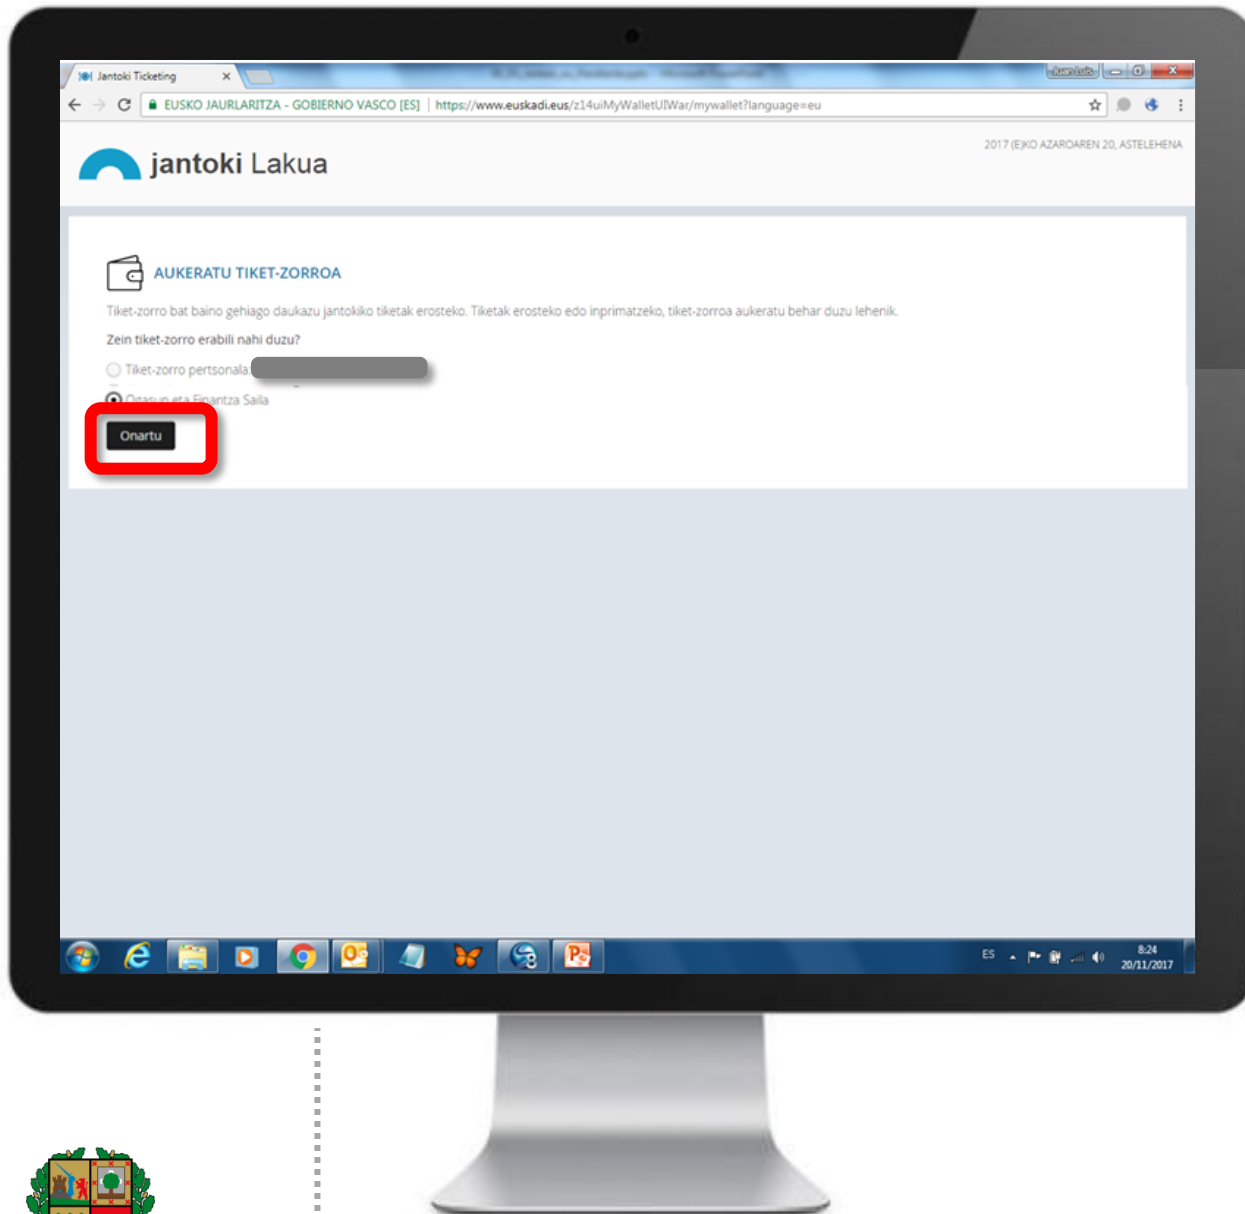 Jantoki Ticketing
Juan Luis
EUSKO JAURLARITZA - GOBIERNO VASCO [ES] | https://www.euskadi.eus/z14uiMyWalletUIWar/mywallet?language=eu
jantoki Lakua
2017 (E)KO AZAROAREN 20, ASTELEHENA
AUKERATU TIKET-ZORROA
Tiket-zorro bat baino gehiago daukazu jantokiko tiketak erosteko. Tiketak erosteko edo inprimatzeko, tiket-zorroa aukeratu behar duzu lehenik.
Zein tiket-zorro erabili nahi duzu?
Tiket-zorro pertsonala:
Ogasun eta Finantza Saila
Onartu
ES
8:24
20/11/2017